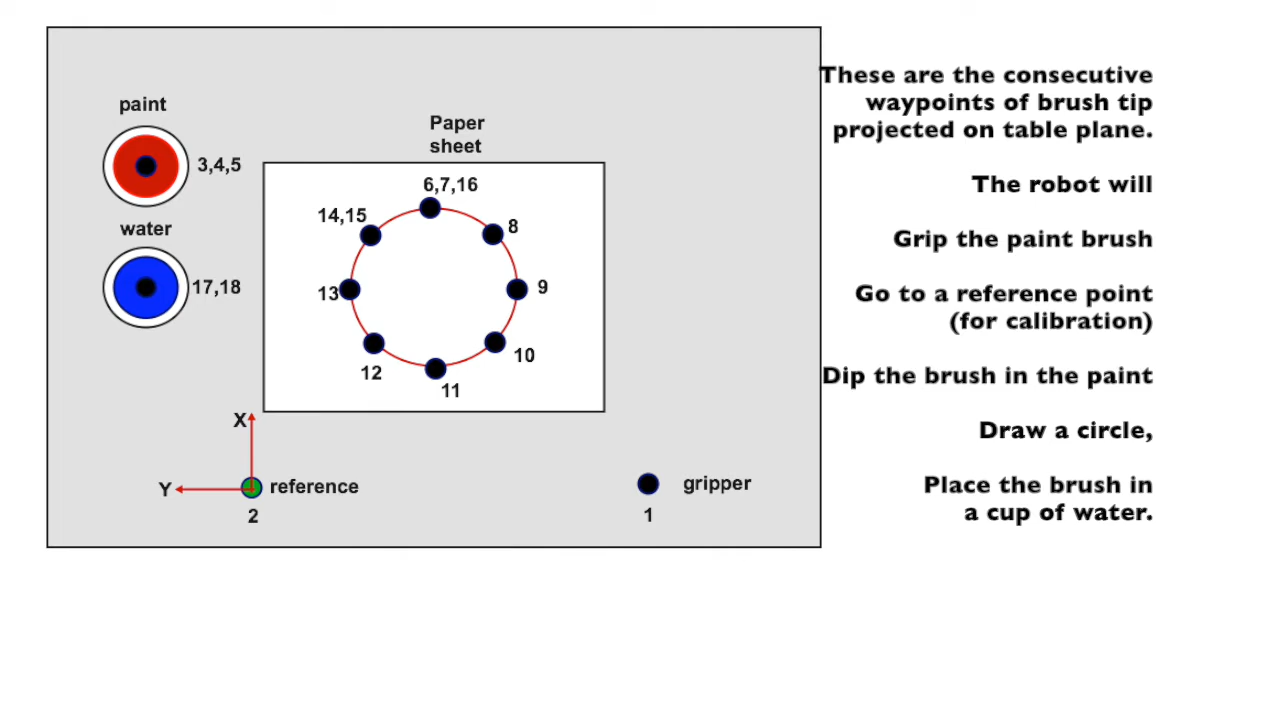 paint
3,4,5
water
17,18
Paper
sheet
6,7,16
14,15
8
13
9
12
10
11
X
Y
reference
2
gripper
1
These are the consecutive
waypoints of brush tip
projected on table plane.
The robot will
Grip the paint brush
Go to a reference point
(for calibration)
Dip the brush in the paint
Draw a circle,
Place the brush in
a cup of water.